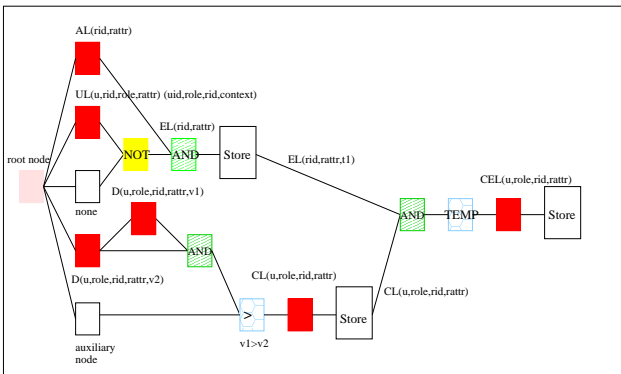 AL(rid,rattr)
UL(u,rid,role,rattr) (uid,role,rid,context)
EL(rid,rattr)
NOT
AND
Store
root node
EL(rid,rattr,t1)
none
D(u,role,rid,rattr,v1)
CEL(u,role,rid,rattr)
AND
TEMP
Store
AND
D(u,role,rid,rattr,v2)
CL(u,role,rid,rattr)
CL(u,role,rid,rattr)
>
Store
v1>v2
auxiliary
node